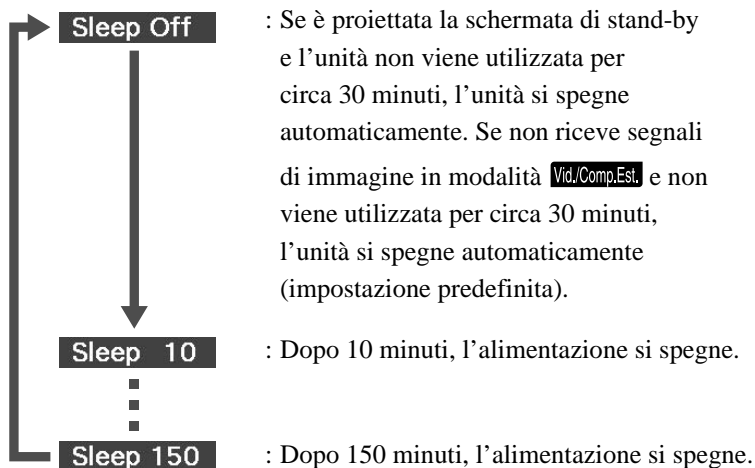 Sleep Off : Se è proiettata la schermata di stand-by
e l’unità non viene utilizzata per
circa 30 minuti, l’unità si spegne
automaticamente. Se non riceve segnali
di immagine in modalità Vid./Comp.Est. e non
viene utilizzata per circa 30 minuti,
l’unità si spegne automaticamente
(impostazione predefinita).
Sleep 10 : Dopo 10 minuti, l’alimentazione si spegne.
Sleep 150 : Dopo 150 minuti, l’alimentazione si spegne.